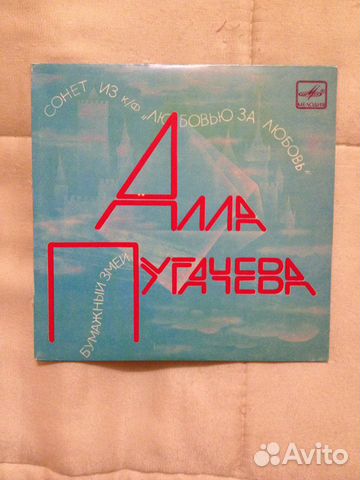 СОНЕТ ИЗ К/Ф „ЛЮБОВЬЮ ЗА ЛЮБОВЬ“
МЕЛОДИЯ
АЛЛА
ПУГАЧЕВА
БУМАЖНЫЙ ЗМЕЙ
Avito